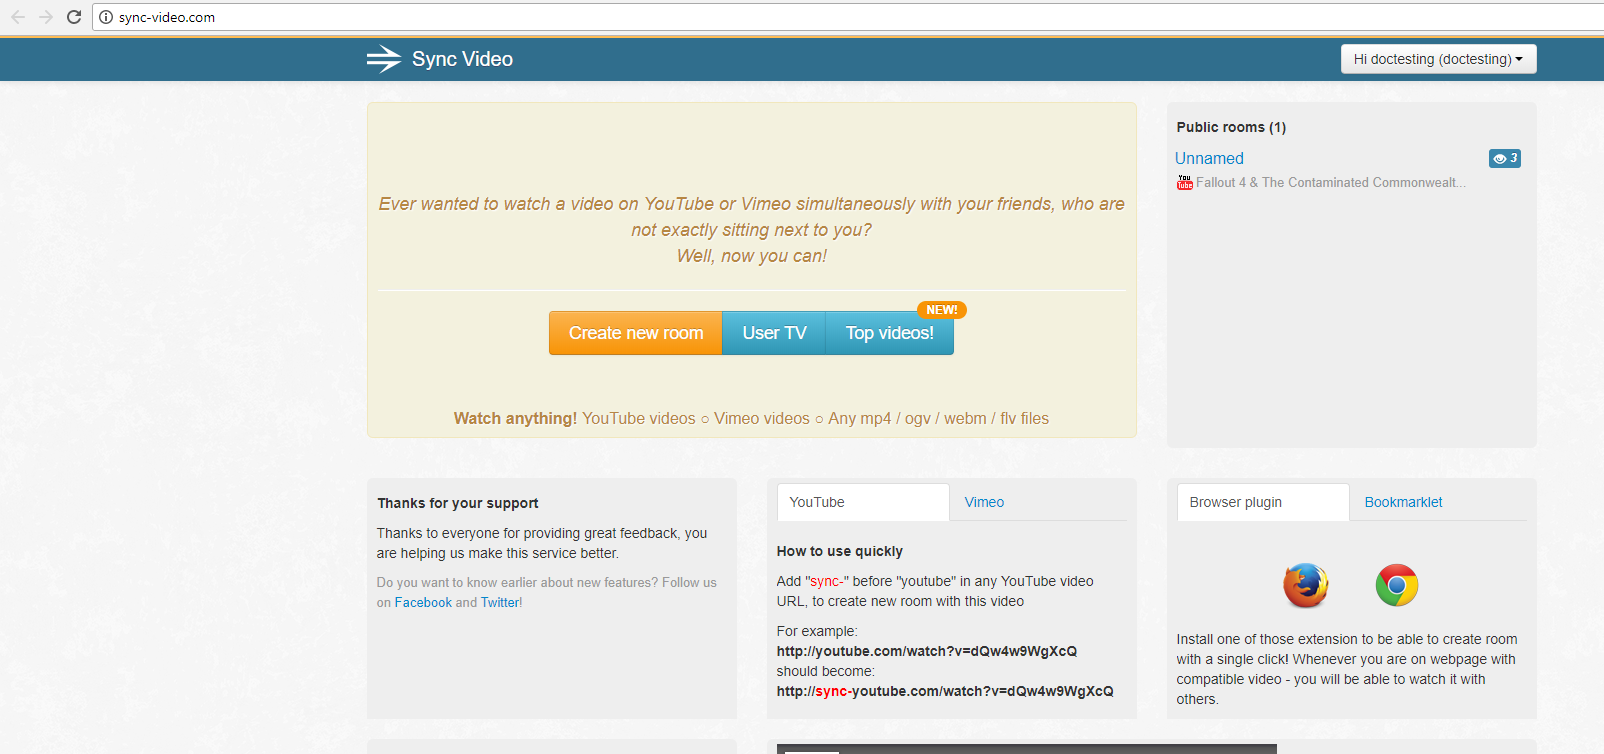 sync-video.com
Sync Video
Hi doctesting (doctesting)
Ever wanted to watch a video on YouTube or Vimeo simultaneously with your friends, who are
not exactly sitting next to you?
Well, now you can!
NEW!
Create new room
User TV
Top videos!
Watch anything! YouTube videos ○ Vimeo videos ○ Any mp4 / ogv / webm / flv files
Public rooms (1)
Unnamed
3
You
Tube
Fallout 4 & The Contaminated Commonwealt...
Thanks for your support
Thanks to everyone for providing great feedback, you
are helping us make this service better.
Do you want to know earlier about new features? Follow us
on Facebook and Twitter!
YouTube
Vimeo
How to use quickly
Add "sync-" before "youtube" in any YouTube video
URL, to create new room with this video
For example:
http://youtube.com/watch?v=dQw4w9WgXcQ
should become:
http://sync-youtube.com/watch?v=dQw4w9WgXcQ
Browser plugin
Bookmarklet
Install one of those extension to be able to create room
with a single click! Whenever you are on webpage with
compatible video - you will be able to watch it with
others.